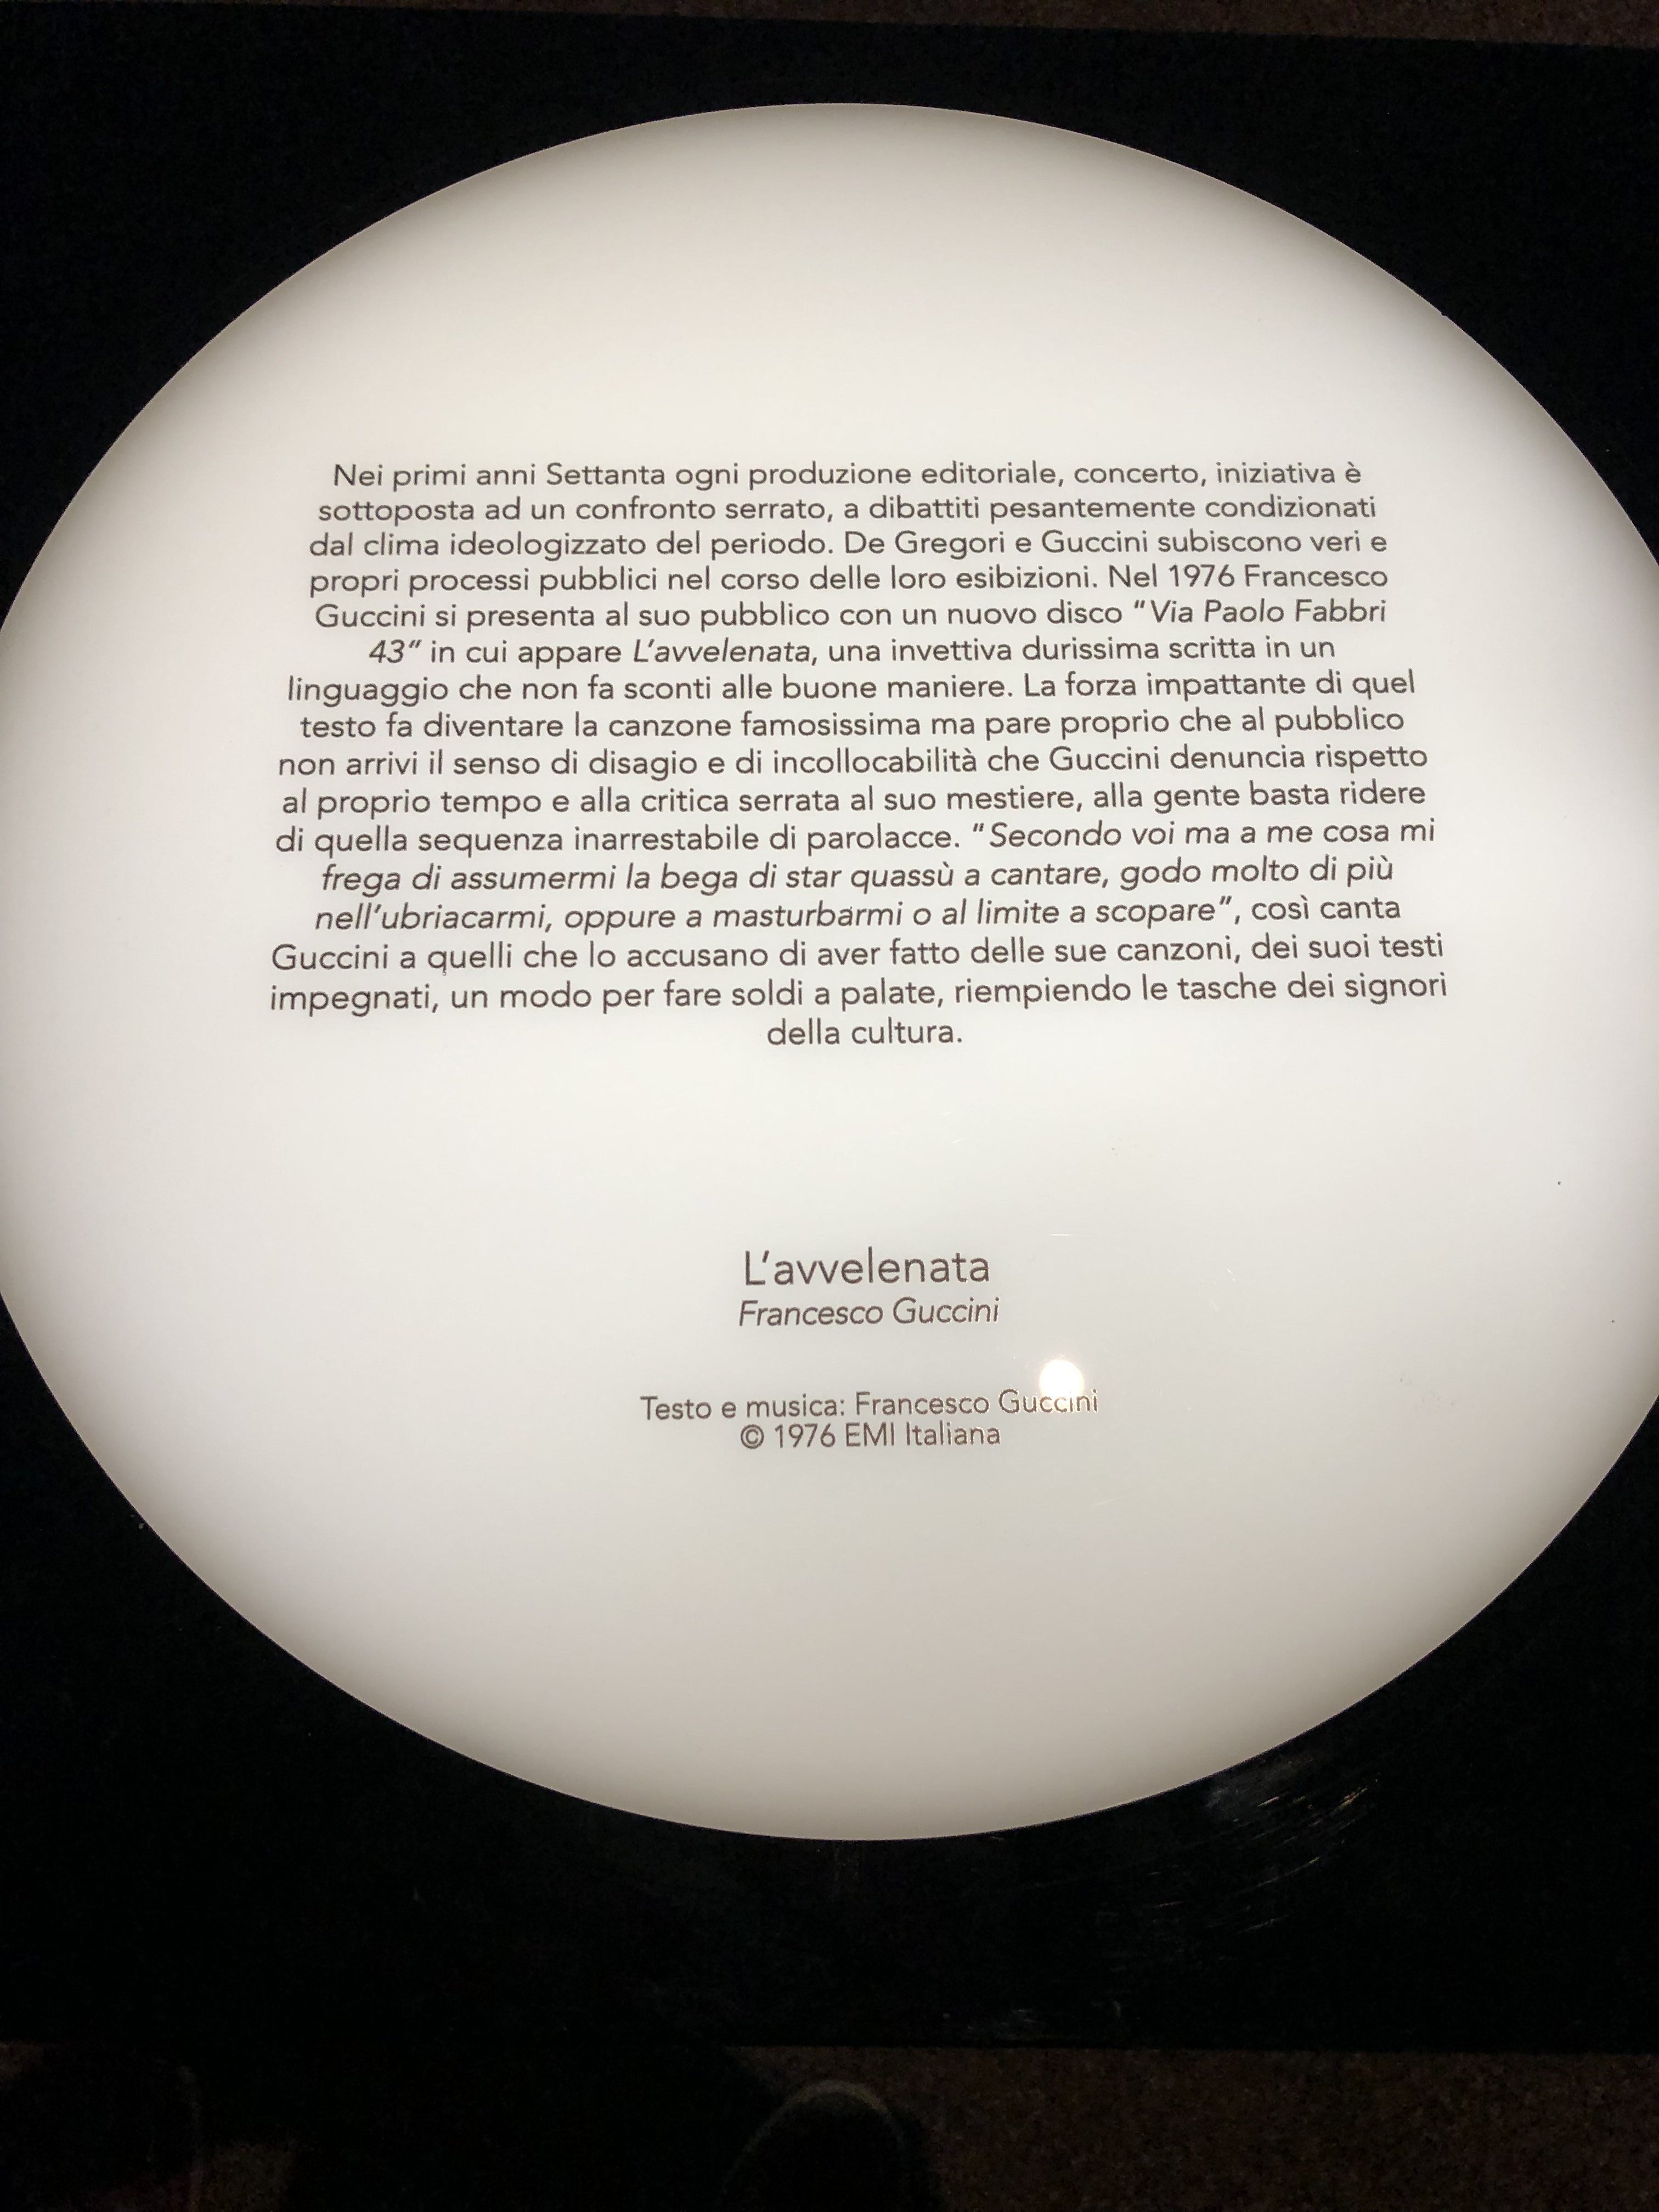 Nei primi anni Settanta ogni produzione editoriale, concerto, iniziativa è
sottoposta ad un confronto serrato, a dibattiti pesantemente condizionati
dal clima ideologizzato del periodo. De Gregori e Guccini subiscono veri e
propri processi pubblici nel corso delle loro esibizioni. Nel 1976 Francesco
Guccini si presenta al suo pubblico con un nuovo disco "Via Paolo Fabbri
43" in cui appare L'avvelenata, una invettiva durissima scritta in un
linguaggio che non fa sconti alle buone maniere. La forza impattante di quel
testo fa diventare la canzone famosissima ma pare proprio che al pubblico
non arrivi il senso di disagio e di incollocabilità che Guccini denuncia rispetto
al proprio tempo e alla critica serrata al suo mestiere, alla gente basta ridere
di quella sequenza inarrestabile di parolacce. "Secondo voi ma a me cosa mi
frega di assumermi la bega di star quassù a cantare, godo molto di più
nell'ubriacarmi, oppure a masturbarmi o al limite a scopare", così canta
Guccini a quelli che lo accusano di aver fatto delle sue canzoni, dei suoi testi
impegnati, un modo per fare soldi a palate, riempiendo le tasche dei signori
della cultura.
L'avvelenata
Francesco Guccini
Testo e musica: Francesco Guccini
© 1976 EMI Italiana